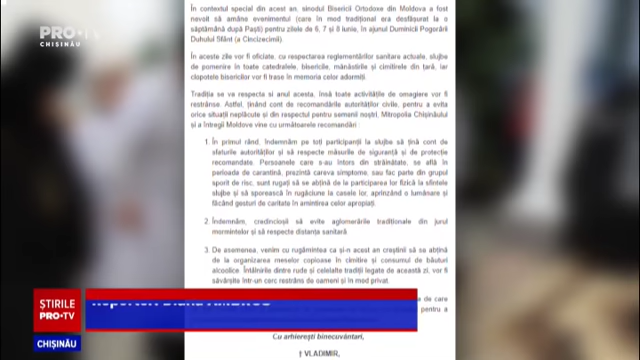 PRO TV
CHIȘINĂU
În contextul special din acest an, sinodul Bisericii Ortodoxe din Moldova a fost
nevoit să amâne evenimentul (care în mod tradițional era desfășurat la o
săptămână după Paști) pentru zilele de 6, 7 și 8 iunie, în ajunul Duminicii Pogorârii
Duhului Sfânt (a Cincizecimii).
În aceste zile vor fi oficiate, cu respectarea reglementărilor sanitare actuale, slujbe
de pomenire în toate catedralele, bisericile, mănăstirile și cimitirele din țară, iar
clopotele bisericilor vor fi trase în memoria celor adormiți.
Tradiția se va respecta si anul acesta, însă toate activitățile de omagiere vor fi
restrânse. Astfel, ținând cont de recomandările autorităților civile, pentru a evita
orice situații neplăcute și din respectul pentru semenii noștri, Mitropolia Chișinăului
și a întregii Moldove vine cu următoarele recomandări :
1. În primul rând, îndemnăm pe toți participanții la slujbe să țină cont de
sfaturile autorităților și să respecte măsurile de siguranță și de protecție
recomandate. Persoanele care s-au întors din străinătate, se află în
perioada de carantină, prezintă careva simptome, sau fac parte din grupul
sporit de risc, sunt rugați să se abțină de la participarea lor fizică la sfintele
slujbe și să sporească în rugăciune la casele lor, aprinzând o lumânare și
făcând gesturi de caritate în amintirea celor apropiați.
2. Îndemnăm, credincioșii să evite aglomerările tradiționale din jurul
mormintelor și să respecte distanța sanitară
3. De asemenea, venim cu rugămintea ca și-n acest an creștinii să se abțină
de la organizarea meselor copioase în cimitire și consumul de băuturi
alcoolice. Întâlnirile dintre rude și celelalte tradiții legate de această zi, vor fi
săvârșite într-un cerc restrâns de oameni și în mod privat.
de care
pentru a
Cu arhierești binecuvântări,
† VLADIMIR,
ȘTIRILE
PRO TV
CHIȘINĂU